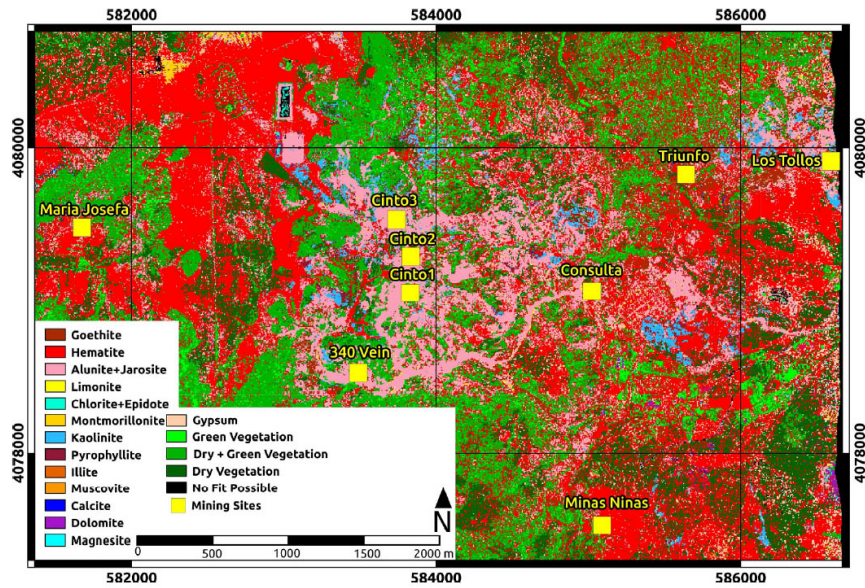 582000 584000 586000
4080000 4080000
Triunfo
Los Tollos
Cinto3
Maria Josefa
Cinto2
Cinto1
Consulta
340 Vein
Goethite
Hematite
Alunite+Jarosite
Limonite
Chlorite+Epidote
Montmorillonite
Kaolinite
Pyrophyllite
Illite
Muscovite
Calcite
Dolomite
Magnesite
Gypsum
Green Vegetation
Dry + Green Vegetation
Dry Vegetation
No Fit Possible
Mining Sites
4078000 4078000
Minas Ninas
N
0 500 1000 1500 2000 m
582000 584000 586000